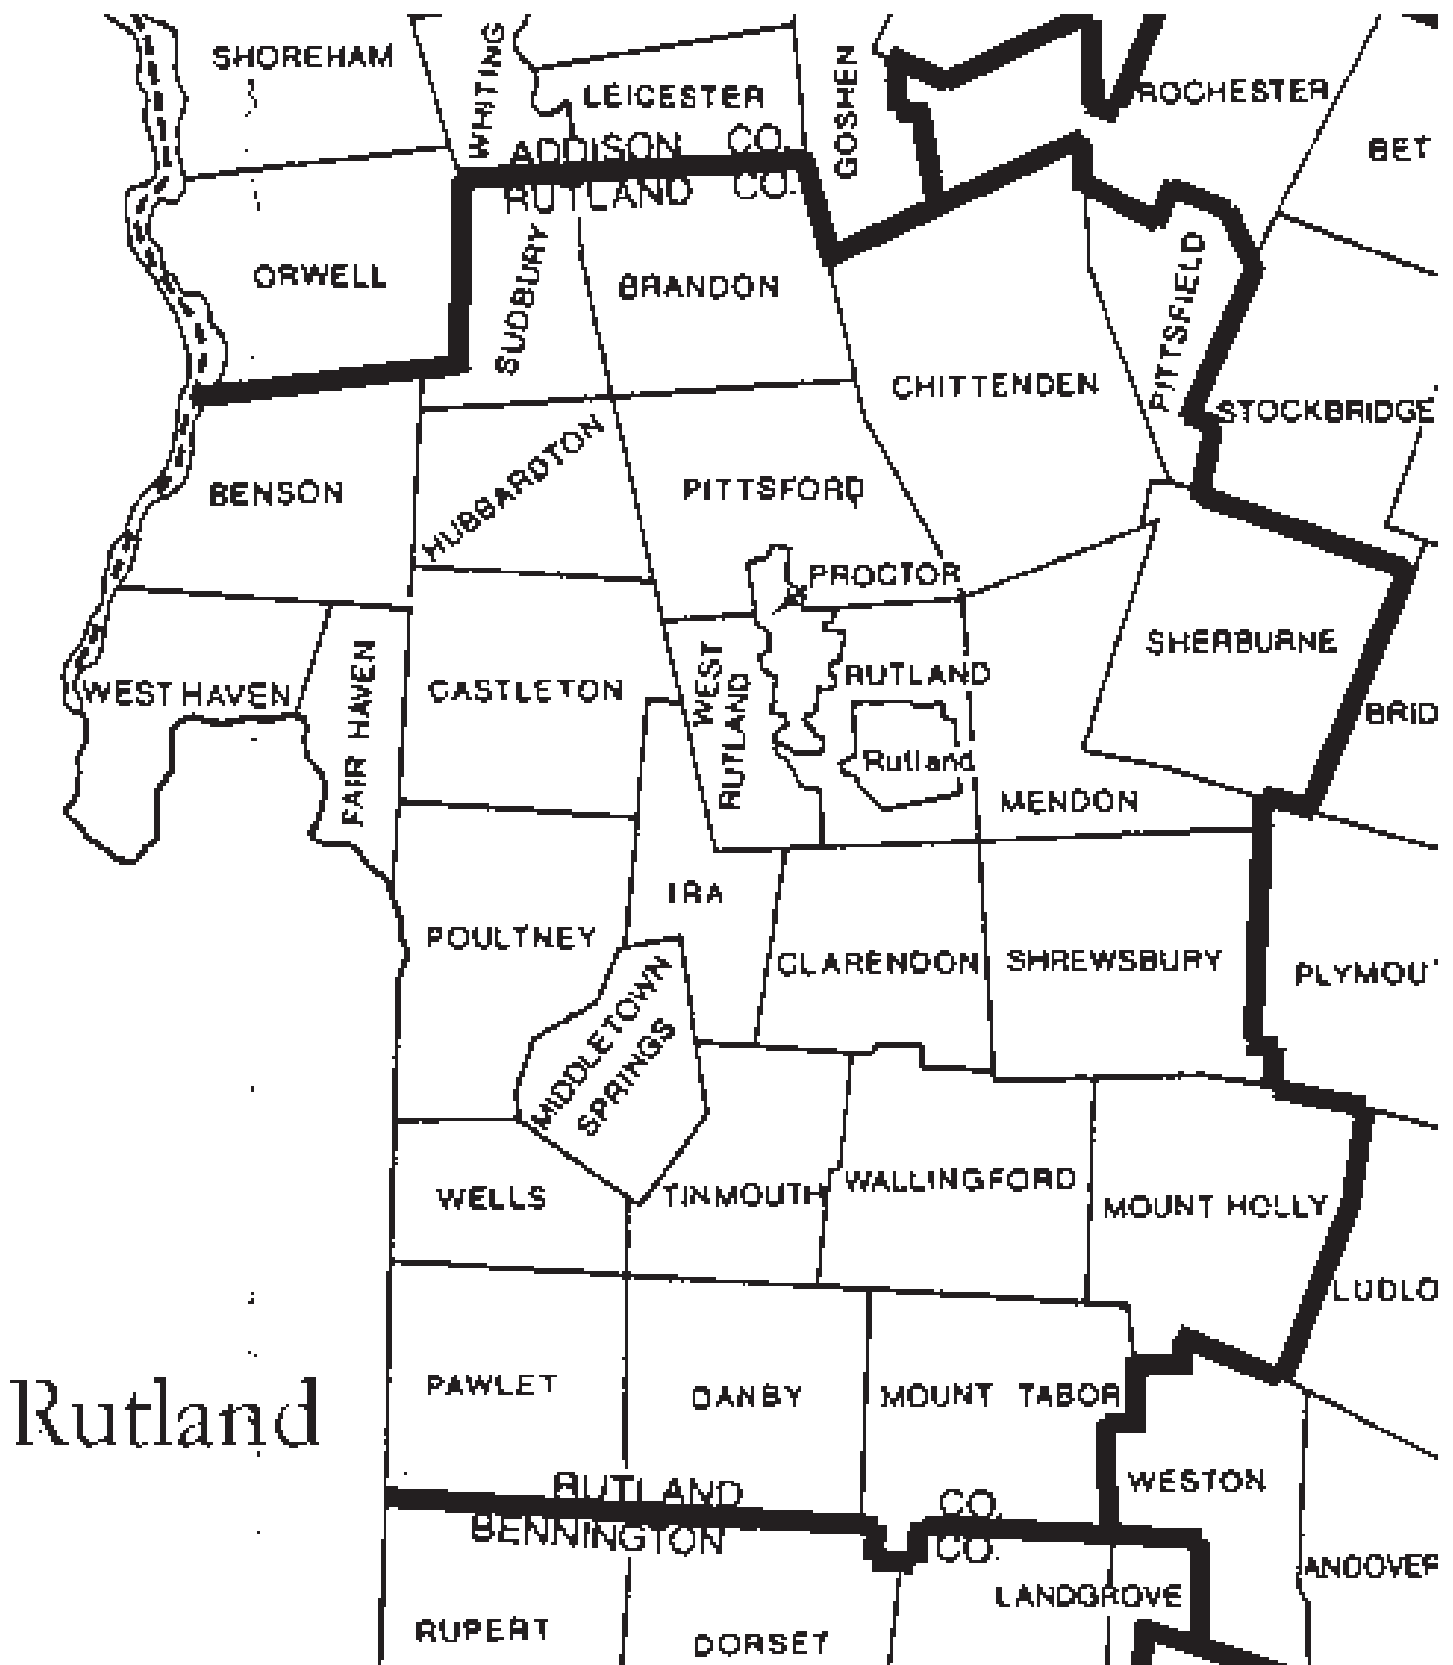 SHOREHAM
WHITING
LEICESTER
GOSHEN
ROCHESTER
BET
ADDISON CO.
RUTLAND CO.
ORWELL
SUDBURY
BRANDON
PITTSFIELD
CHITTENDEN
STOCKBRIDGE
BENSON
HUBBARDTON
PITTSFORD
PROCTOR
SHERBURNE
WEST HAVEN
FAIR HAVEN
CASTLETON
WEST
RUTLAND
RUTLAND
BRID
Rutland
MENDON
IRA
POULTNEY
CLARENDON
SHREWSBURY
PLYMOUT
MIDDLETOWN
SPRINGS
WELLS
TINMOUTH
WALLINGFORD
MOUNT HOLLY
LUDLO
PAWLET
DANBY
MOUNT TABOR
Rutland
WESTON
RUTLAND CO.
BENNINGTON CO.
ANDOVER
LANDGROVE
RUPERT
DORSET